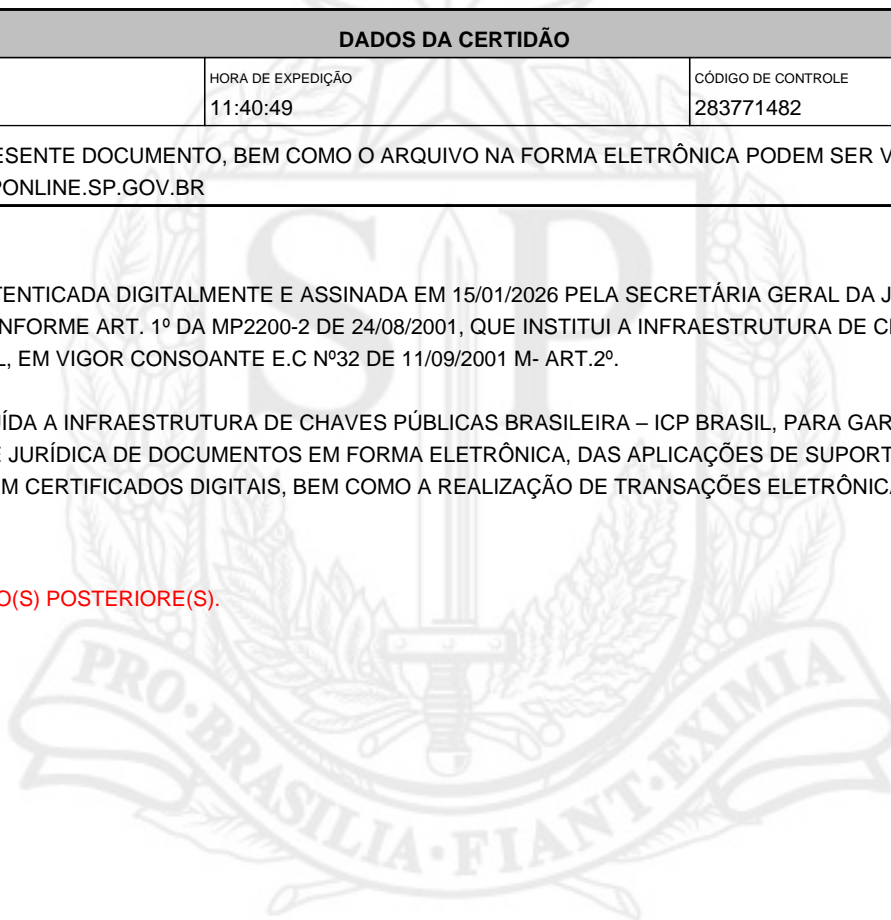 DADOS DA CERTIDÃO
HORA DE EXPEDIÇÃO
CÓDIGO DE CONTROLE
11:40:49
283771482
ESENTE DOCUMENTO, BEM COMO O ARQUIVO NA FORMA ELETRÔNICA PODEM SER V
PONLINE.SP.GOV.BR
TENTICADA DIGITALMENTE E ASSINADA EM 15/01/2026 PELA SECRETÁRIA GERAL DA J
NFORME ART. 1º DA MP2200-2 DE 24/08/2001, QUE INSTITUI A INFRAESTRUTURA DE C
L, EM VIGOR CONSOANTE E.C Nº32 DE 11/09/2001 M- ART.2º.
ÍDA A INFRAESTRUTURA DE CHAVES PÚBLICAS BRASILEIRA – ICP BRASIL, PARA GAR
E JURÍDICA DE DOCUMENTOS EM FORMA ELETRÔNICA, DAS APLICAÇÕES DE SUPORT
M CERTIFICADOS DIGITAIS, BEM COMO A REALIZAÇÃO DE TRANSAÇÕES ELETRÔNICA
O(S) POSTERIORE(S).
SP
PRO·BRASILIA·FIANT·EXIMIA